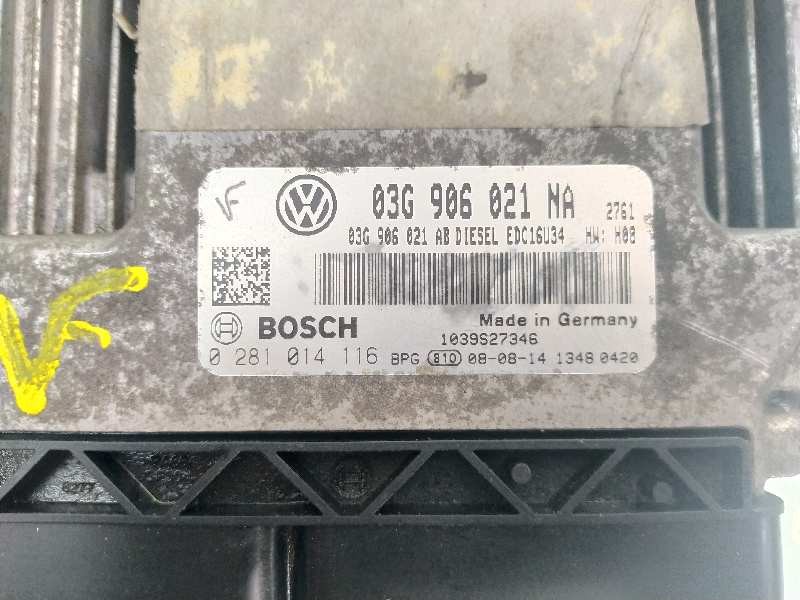 VF
03G 906 021 NA 2761
03G 906 021 AB DIESEL EDC16U34 HW: H08
BOSCH Made in Germany
1039S27346
0 281 014 116 BPG 810 08-08-14 1348 0420
VF